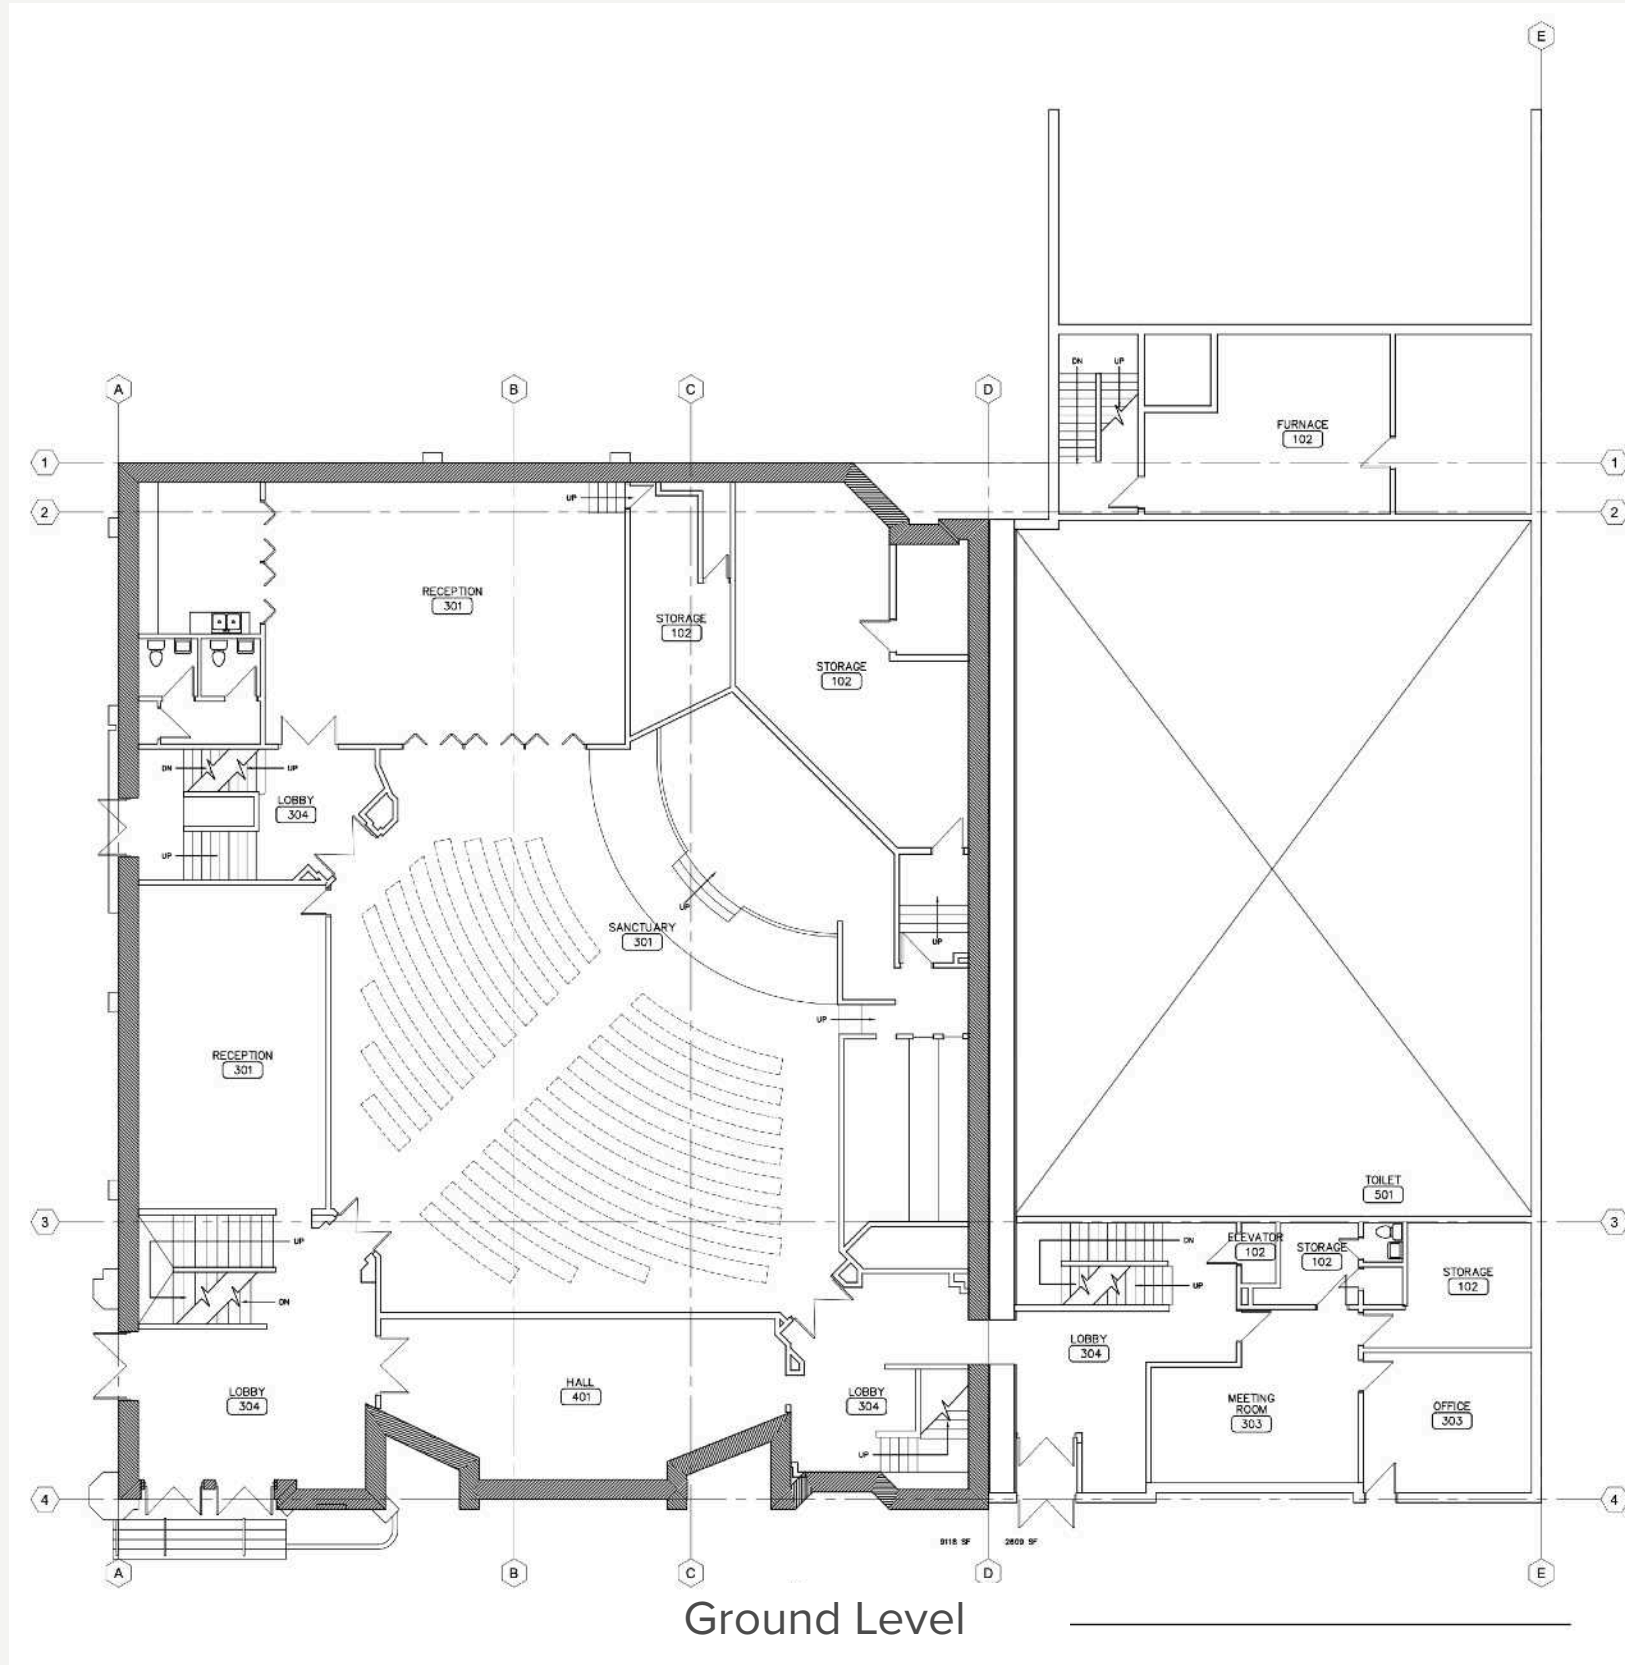 E
A
B
C
D
DN
UP
FURNACE
102
1
1
2
2
UP
RECEPTION
301
STORAGE
102
STORAGE
102
DN
UP
LOBBY
304
UP
UP
SANCTUARY
301
UP
UP
RECEPTION
301
TOILET
501
3
3
UP
DN
ELEVATOR
102
STORAGE
102
STORAGE
102
UP
DN
LOBBY
304
HALL
401
LOBBY
304
LOBBY
304
MEETING
ROOM
303
OFFICE
303
UP
4
4
9118 SF
2609 SF
A
B
C
D
E
Ground Level